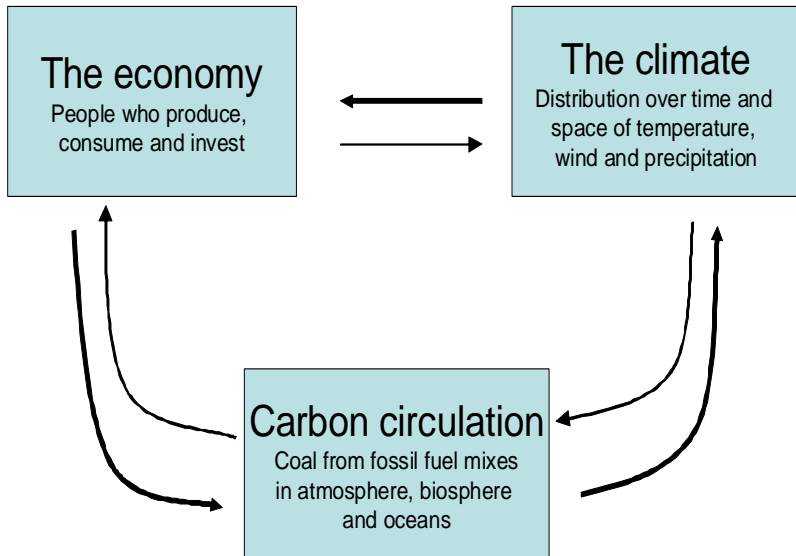 The economy
People who produce,
consume and invest
The climate
Distribution over time and
space of temperature,
wind and precipitation
Carbon circulation
Coal from fossil fuel mixes
in atmosphere, biosphere
and oceans